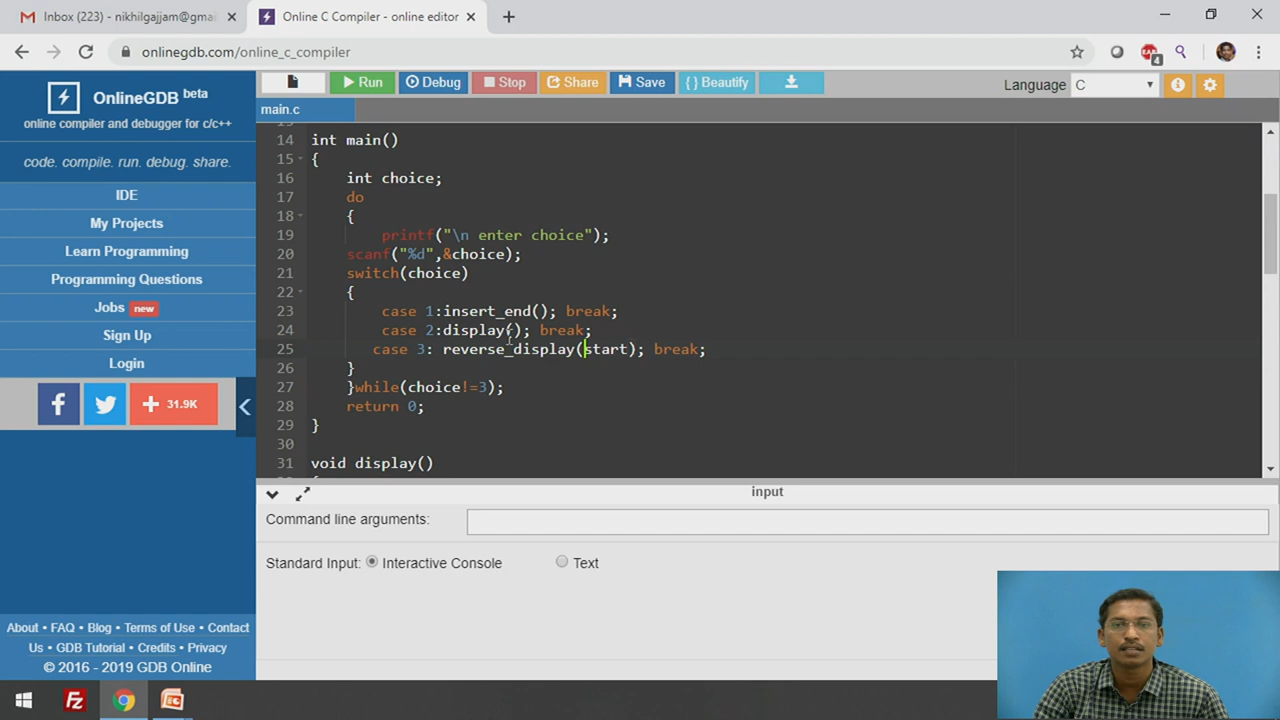 Inbox (223) - nikhilgajjam@gmai
Online C Compiler - online editor
onlinegdb.com/online_c_compiler
4
OnlineGDB beta
online compiler and debugger for c/c++
code. compile. run. debug. share.
IDE
My Projects
Learn Programming
Programming Questions
Jobs new
Sign Up
Login
f + 31.9K
About • FAQ • Blog • Terms of Use • Contact
Us • GDB Tutorial • Credits • Privacy
© 2016 - 2019 GDB Online
Run Debug Stop Share Save { } Beautify
Language C
main.c
14 int main()
15 {
16 int choice;
17 do
18 {
19 printf("\n enter choice");
20 scanf("%d",&choice);
21 switch(choice)
22 {
23 case 1:insert_end(); break;
24 case 2:display(); break;
25 case 3: reverse_display(start); break;
26 }
27 }while(choice!=3);
28 return 0;
29 }
30
31 void display()
input
Command line arguments:
Standard Input: Interactive Console Text
Fz